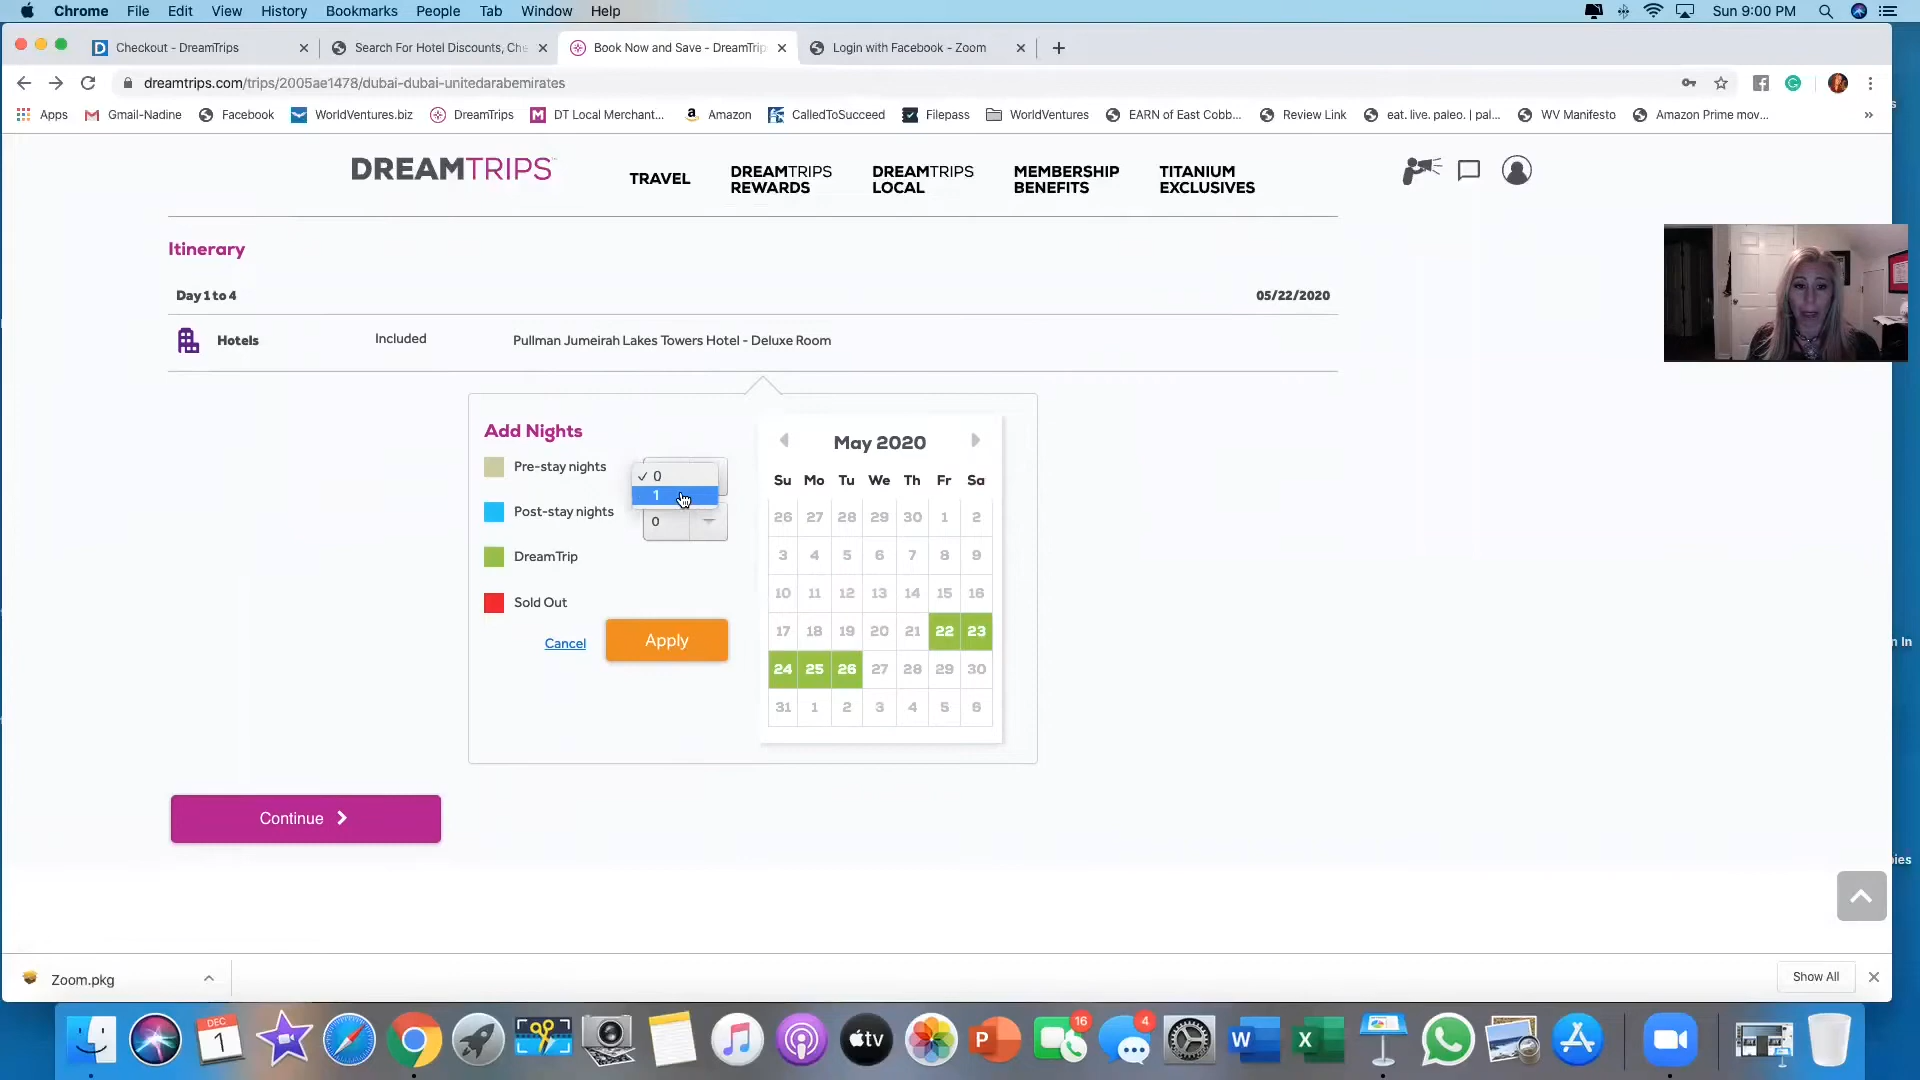 Chrome File Edit View History Bookmarks People Tab Window Help Sun 9:00 PM
Checkout - DreamTrips Search For Hotel Discounts, Che Book Now and Save - DreamTrip Login with Facebook - Zoom
dreamtrips.com/trips/2005ae1478/dubai-dubai-unitedarabemirates
Apps Gmail-Nadine Facebook WorldVentures.biz DreamTrips DT Local Merchant... Amazon CalledToSucceed Filepass WorldVentures EARN of East Cobb... Review Link eat. live. paleo. | pal... WV Manifesto Amazon Prime mov... »
DREAMTRIPS
TRAVEL
DREAMTRIPS REWARDS
DREAMTRIPS LOCAL
MEMBERSHIP BENEFITS
TITANIUM EXCLUSIVES
Itinerary
Day 1 to 4 05/22/2020
Hotels Included Pullman Jumeirah Lakes Towers Hotel - Deluxe Room
Add Nights
Pre-stay nights ✓ 0
1
Post-stay nights 0
DreamTrip
Sold Out
Cancel Apply
May 2020
Su Mo Tu We Th Fr Sa
26 27 28 29 30 1 2
3 4 5 6 7 8 9
10 11 12 13 14 15 16
17 18 19 20 21 22 23
24 25 26 27 28 29 30
31 1 2 3 4 5 6
Continue
n In
ies
Zoom.pkg Show All
DEC
1
tv
P
16
4
W
X